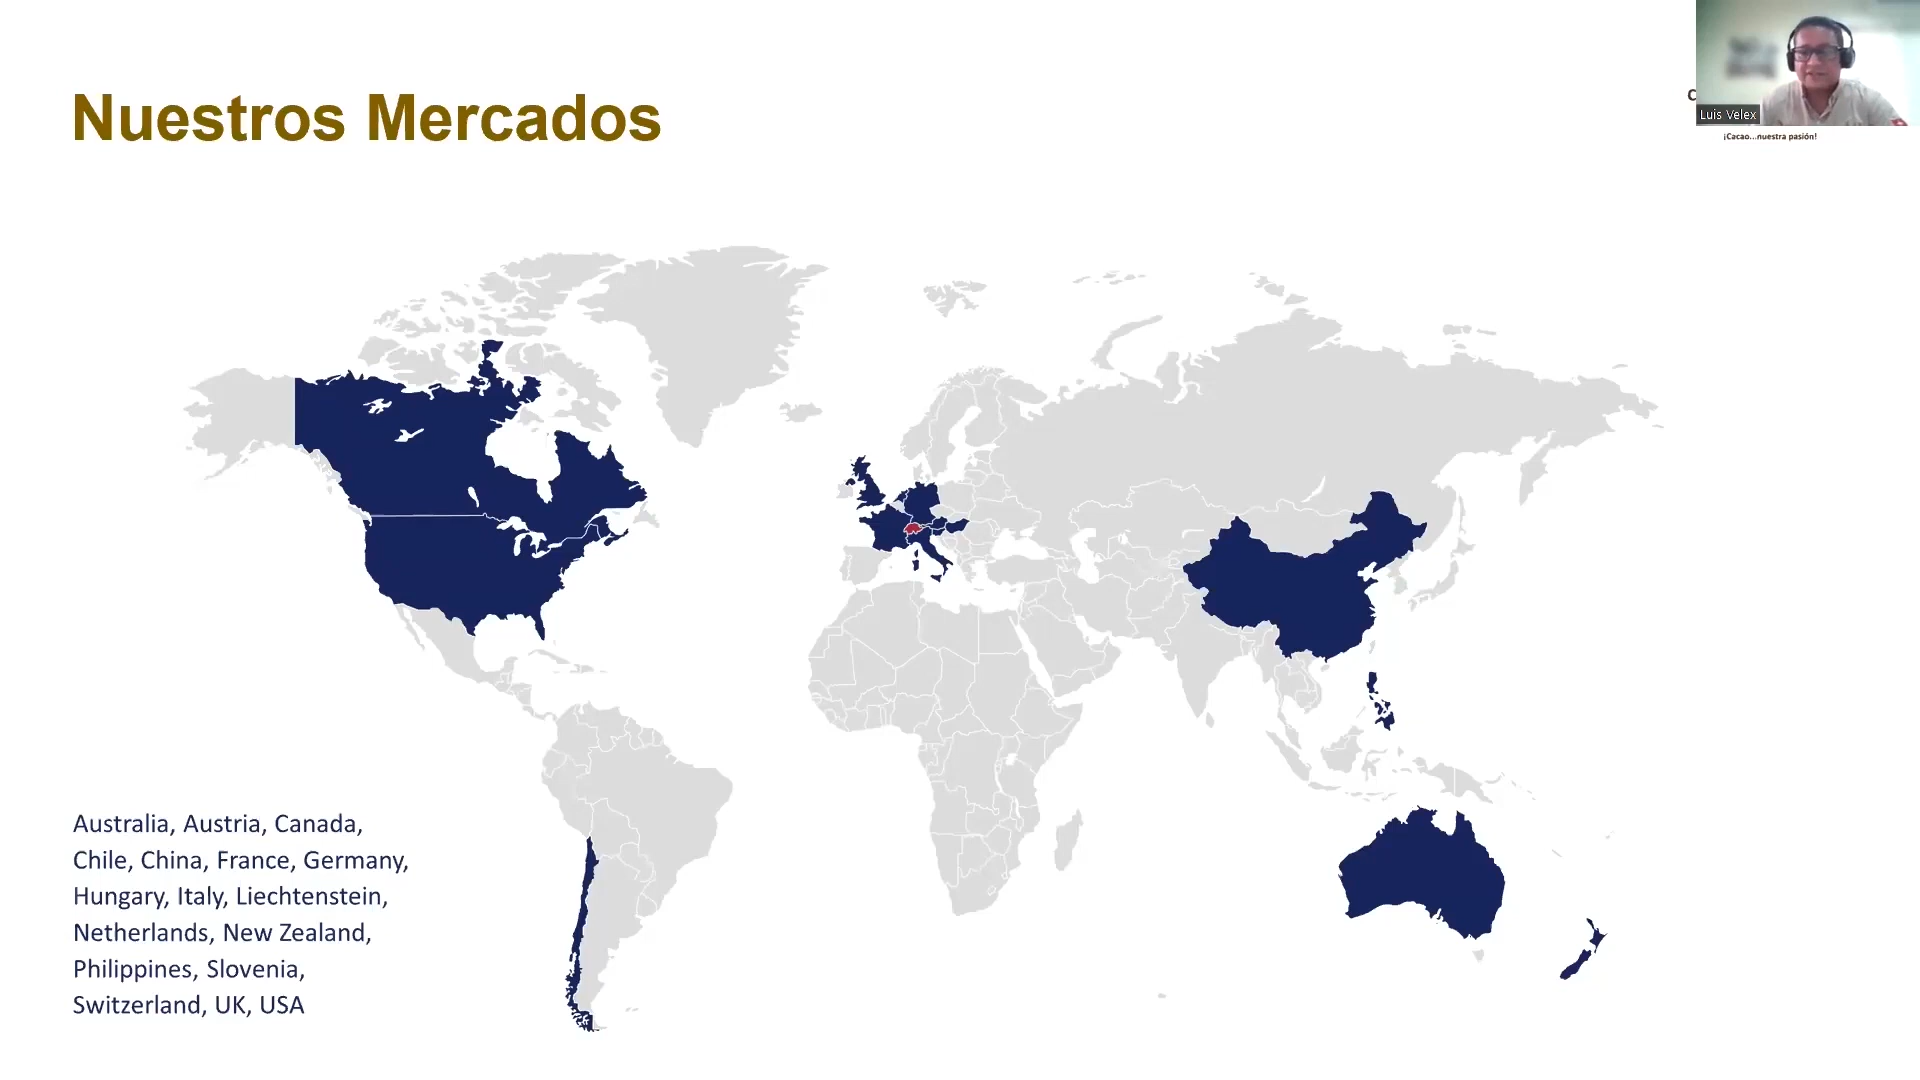 Nuestros Mercados
Luis Velex
¡Cacao...nuestra pasión!
Australia, Austria, Canada,
Chile, China, France, Germany,
Hungary, Italy, Liechtenstein,
Netherlands, New Zealand,
Philippines, Slovenia,
Switzerland, UK, USA